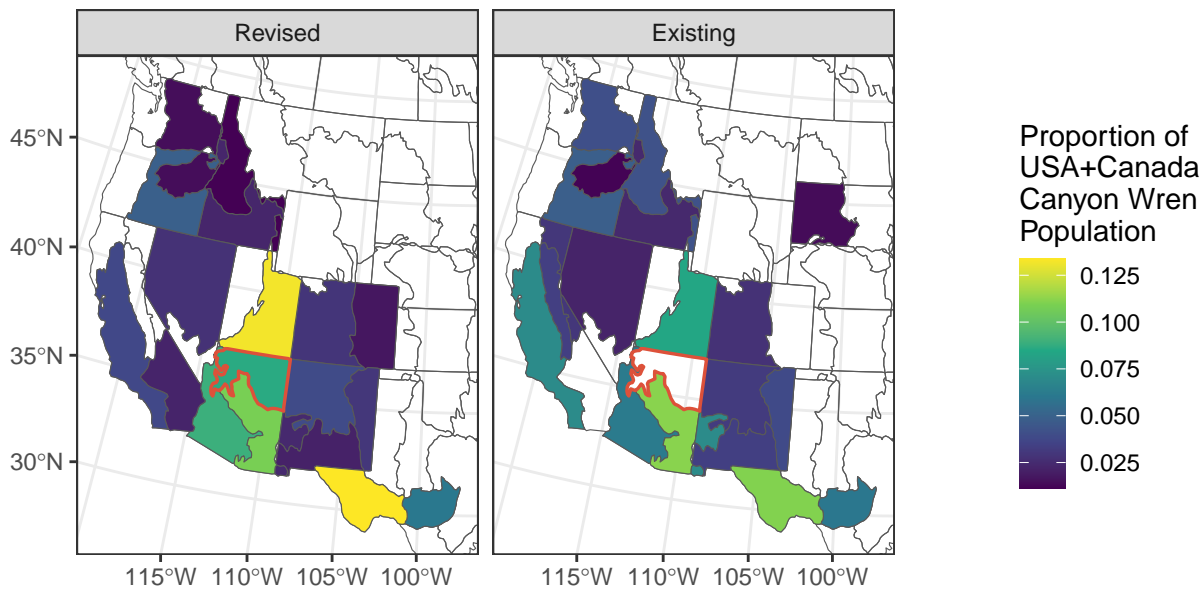 Revised
Existing
45°N
40°N
35°N
30°N
115°W 110°W 105°W 100°W
115°W 110°W 105°W 100°W
Proportion of
USA+Canada
Canyon Wren
Population
0.125
0.100
0.075
0.050
0.025